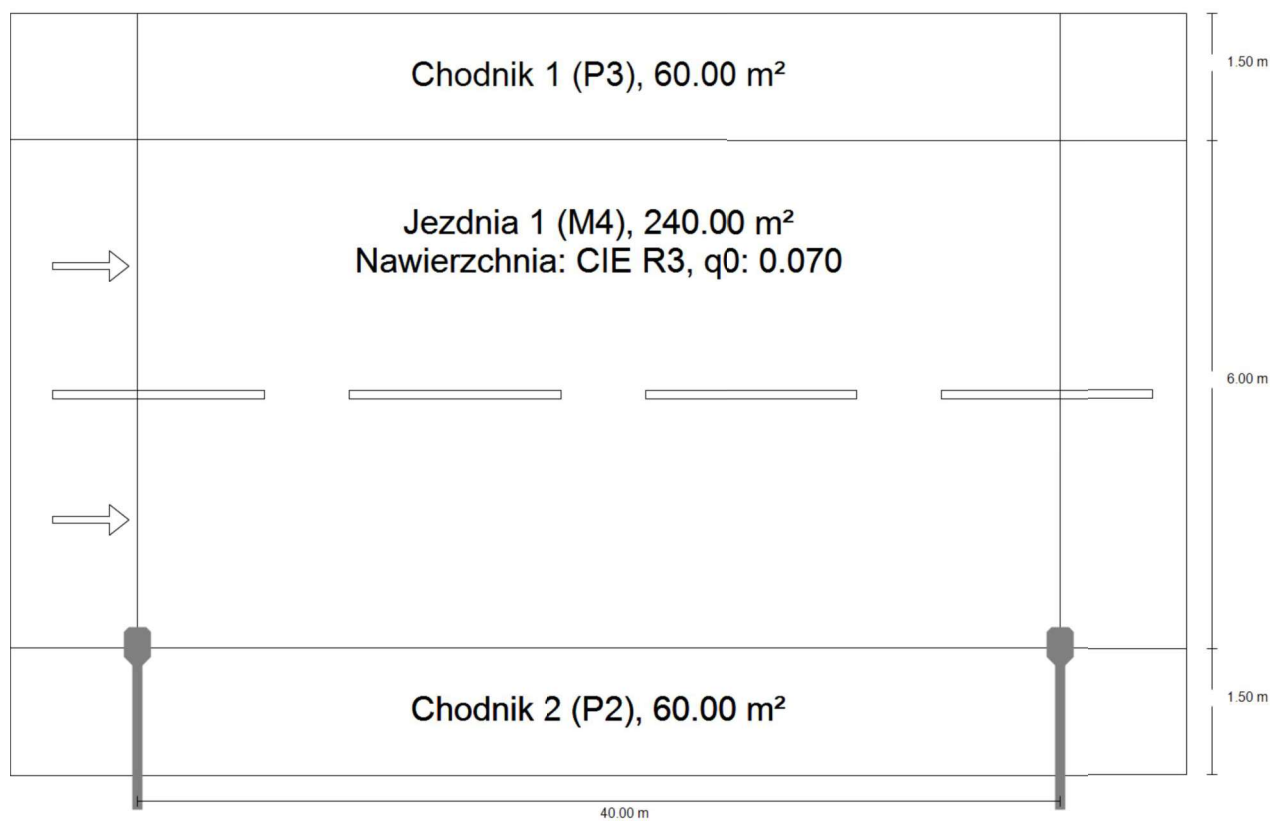 Chodnik 1 (P3), 60.00 m²
1.50 m
Jezdnia 1 (M4), 240.00 m²
Nawierzchnia: CIE R3, q0: 0.070
6.00 m
Chodnik 2 (P2), 60.00 m²
1.50 m
40.00 m